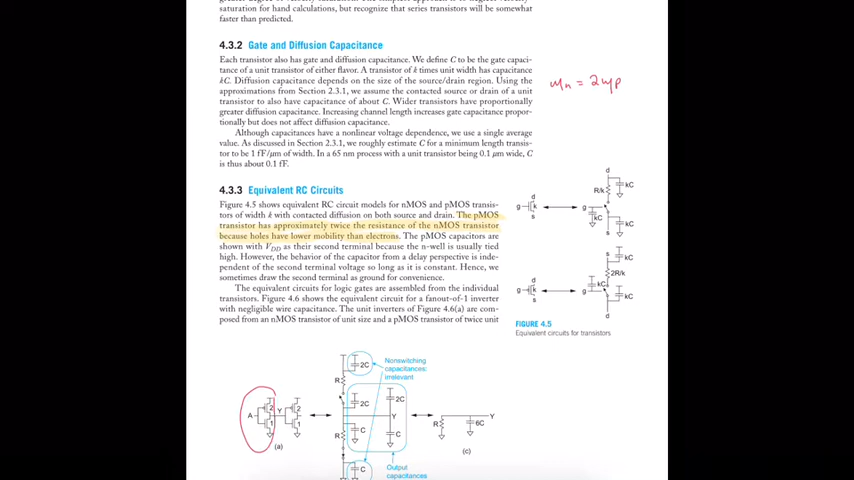 saturation for hand calculations, but recognize that series transistors will be somewhat
faster than predicted.
4.3.2 Gate and Diffusion Capacitance
Each transistor also has gate and diffusion capacitance. We define C to be the gate capaci-
tance of a unit transistor of either flavor. A transistor of k times unit width has capacitance
kC. Diffusion capacitance depends on the size of the source/drain region. Using the
approximations from Section 2.3.1, we assume the contacted source or drain of a unit
transistor to also have capacitance of about C. Wider transistors have proportionally
greater diffusion capacitance. Increasing channel length increases gate capacitance propor-
tionally but does not affect diffusion capacitance.
Although capacitances have a nonlinear voltage dependence, we use a single average
value. As discussed in Section 2.3.1, we roughly estimate C for a minimum length transis-
tor to be 1 fF/μm of width. In a 65 nm process with a unit transistor being 0.1 μm wide, C
is thus about 0.1 fF.
4.3.3 Equivalent RC Circuits
Figure 4.5 shows equivalent RC circuit models for nMOS and pMOS transis-
tors of width k with contacted diffusion on both source and drain. The pMOS
transistor has approximately twice the resistance of the nMOS transistor
because holes have lower mobility than electrons. The pMOS capacitors are
shown with VDD as their second terminal because the n-well is usually tied
high. However, the behavior of the capacitor from a delay perspective is inde-
pendent of the second terminal voltage so long as it is constant. Hence, we
sometimes draw the second terminal as ground for convenience.
The equivalent circuits for logic gates are assembled from the individual
transistors. Figure 4.6 shows the equivalent circuit for a fanout-of-1 inverter
with negligible wire capacitance. The unit inverters of Figure 4.6(a) are com-
posed from an nMOS transistor of unit size and a pMOS transistor of twice unit
= 2
d
R/k
kC
g
k
d
s
g
kC
kC
s
s
kC
2R/k
g
k
d
s
g
kC
kC
d
FIGURE 4.5
Equivalent circuits for transistors
A
2
1
Y
2
1
(a)
2C
R
2C
2C
Y
C
C
R
C
Nonswitching
capacitances:
irrelevant
Output
capacitances
R
6C
Y
(c)